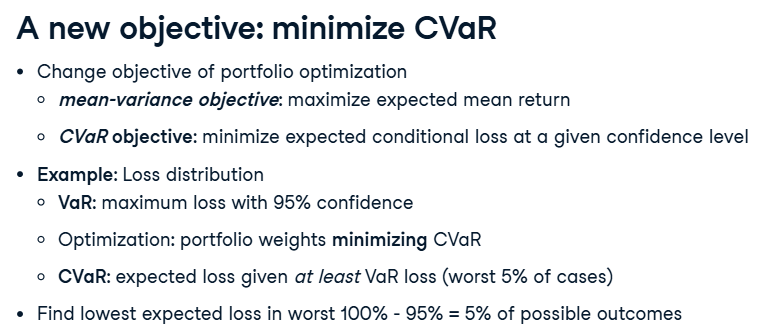 A new objective: minimize CVaR
• Change objective of portfolio optimization
○ mean-variance objective: maximize expected mean return
○ CVaR objective: minimize expected conditional loss at a given confidence level
• Example: Loss distribution
○ VaR: maximum loss with 95% confidence
○ Optimization: portfolio weights minimizing CVaR
○ CVaR: expected loss given at least VaR loss (worst 5% of cases)
• Find lowest expected loss in worst 100% - 95% = 5% of possible outcomes